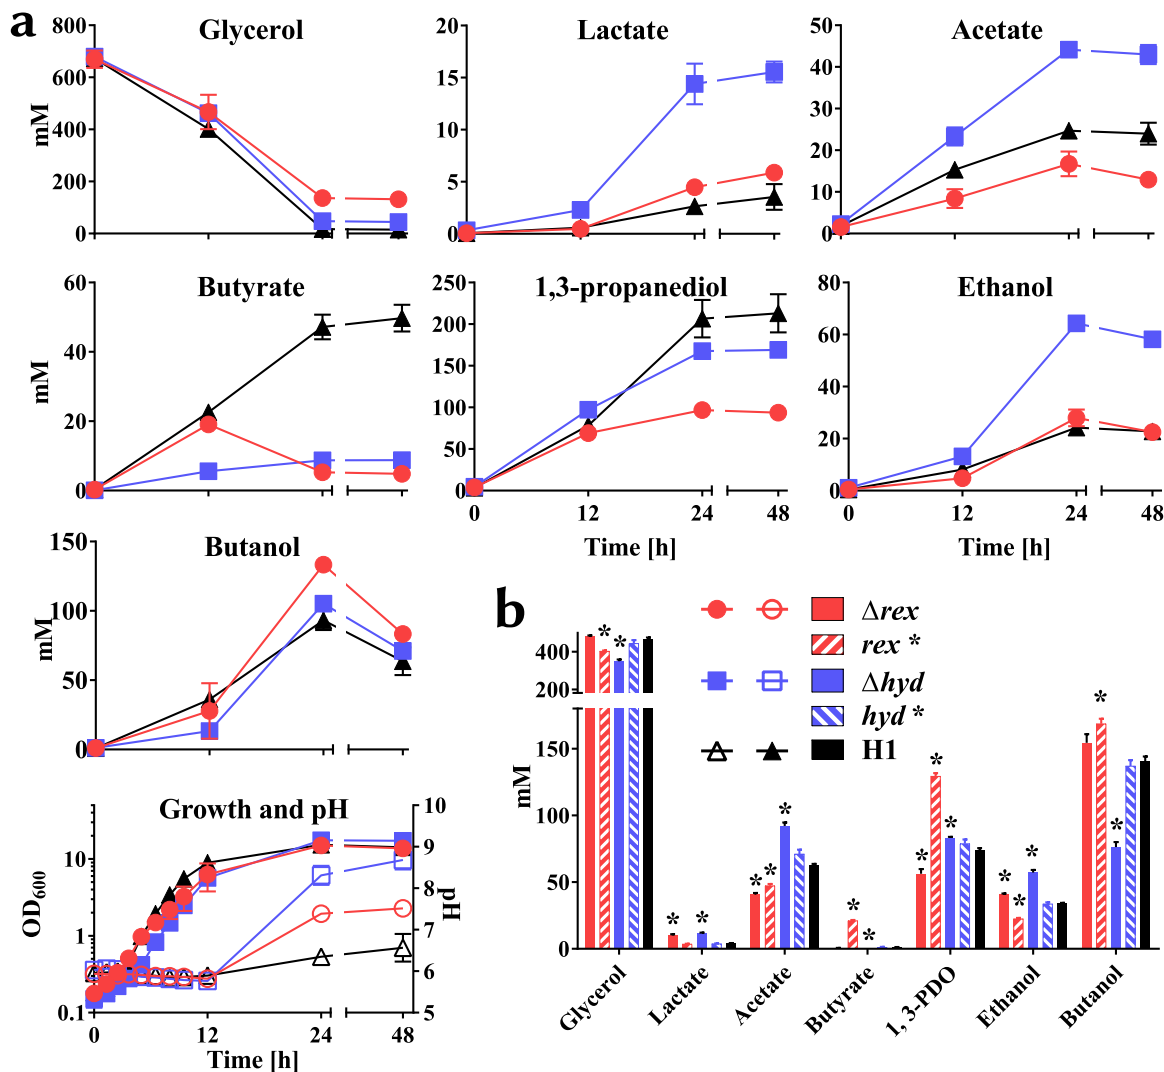 a
Glycerol
Lactate
Acetate
800
600
400
200
0
mM
20
15
10
5
0
50
40
30
20
10
0
Butyrate
1,3-propanediol
Ethanol
60
40
20
0
mM
250
200
150
100
50
0
80
60
40
20
0
0 12 24 48
Time [h]
0 12 24 48
Time [h]
Butanol
150
100
50
0
mM
Growth and pH
10
1
0.1
OD600
10
9
8
7
6
5
pH
0 12 24 48
Time [h]
b
Δrex
rex *
Δhyd
hyd *
H1
400
200
150
100
50
0
mM
* * * * * * * * * * * * * * * * *
Glycerol
Lactate
Acetate
Butyrate
1, 3-PDO
Ethanol
Butanol